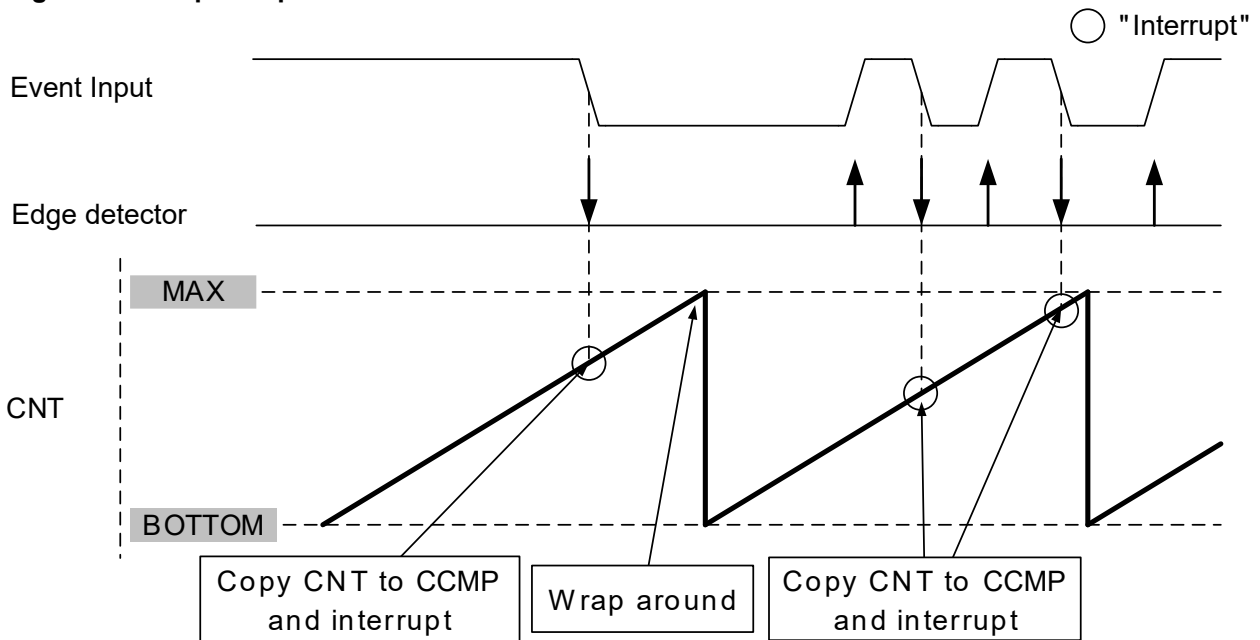 "Interrupt"
Event Input
Edge detector
MAX
CNT
BOTTOM
Copy CNT to CCMP
and interrupt
Wrap around
Copy CNT to CCMP
and interrupt